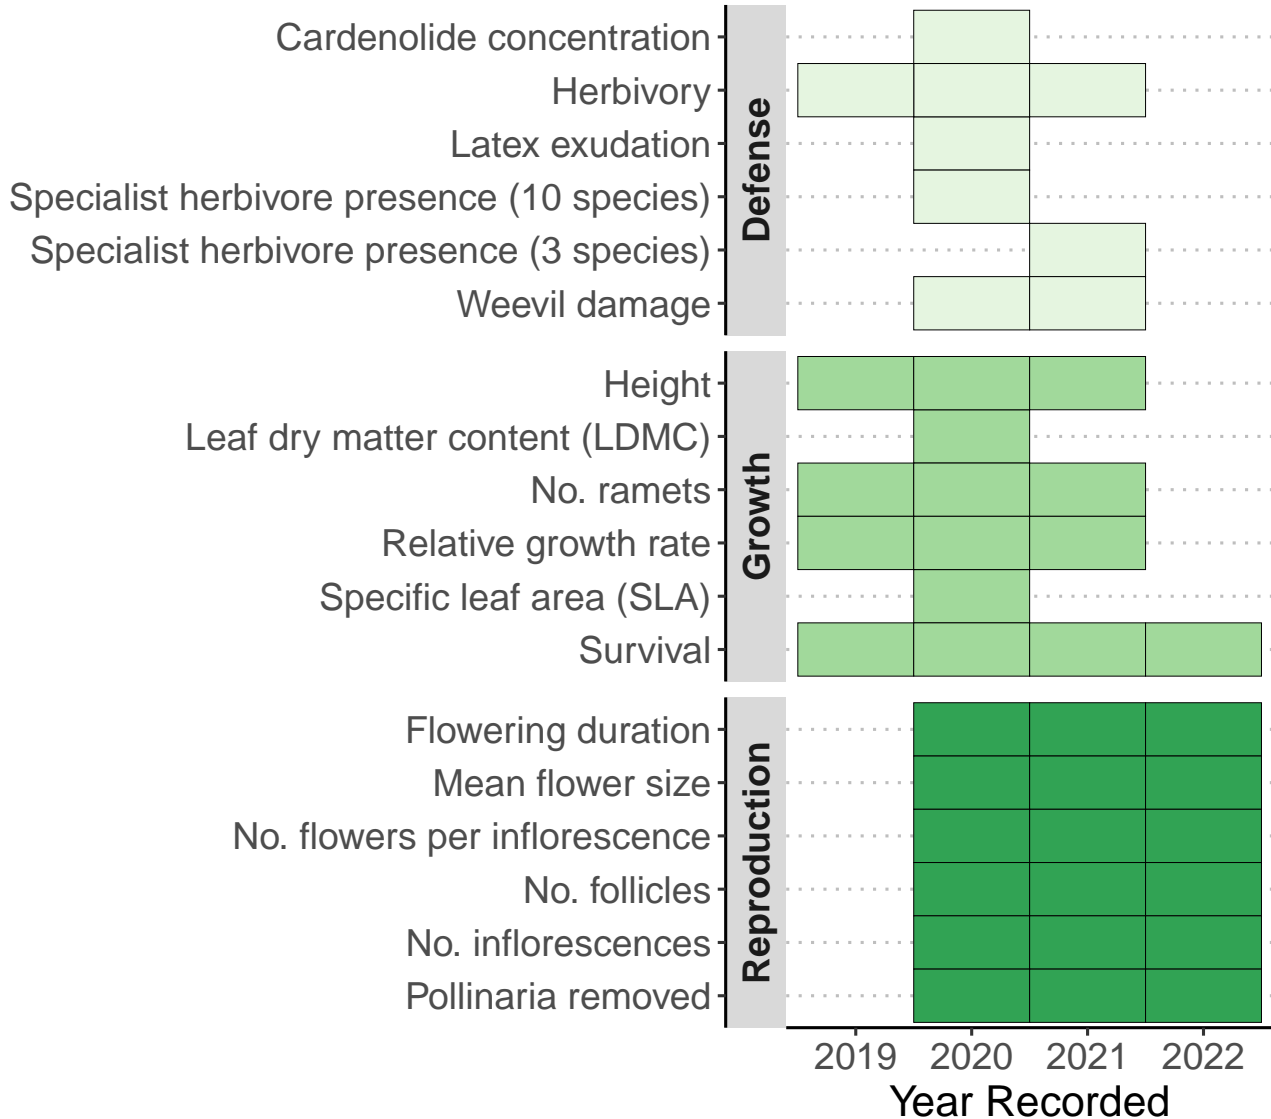 Cardenolide concentration
Herbivory
Latex exudation
Specialist herbivore presence (10 species)
Specialist herbivore presence (3 species)
Weevil damage
Defense
Height
Leaf dry matter content (LDMC)
No. ramets
Relative growth rate
Specific leaf area (SLA)
Survival
Growth
Flowering duration
Mean flower size
No. flowers per inflorescence
No. follicles
No. inflorescences
Pollinaria removed
Reproduction
2019 2020 2021 2022
Year Recorded